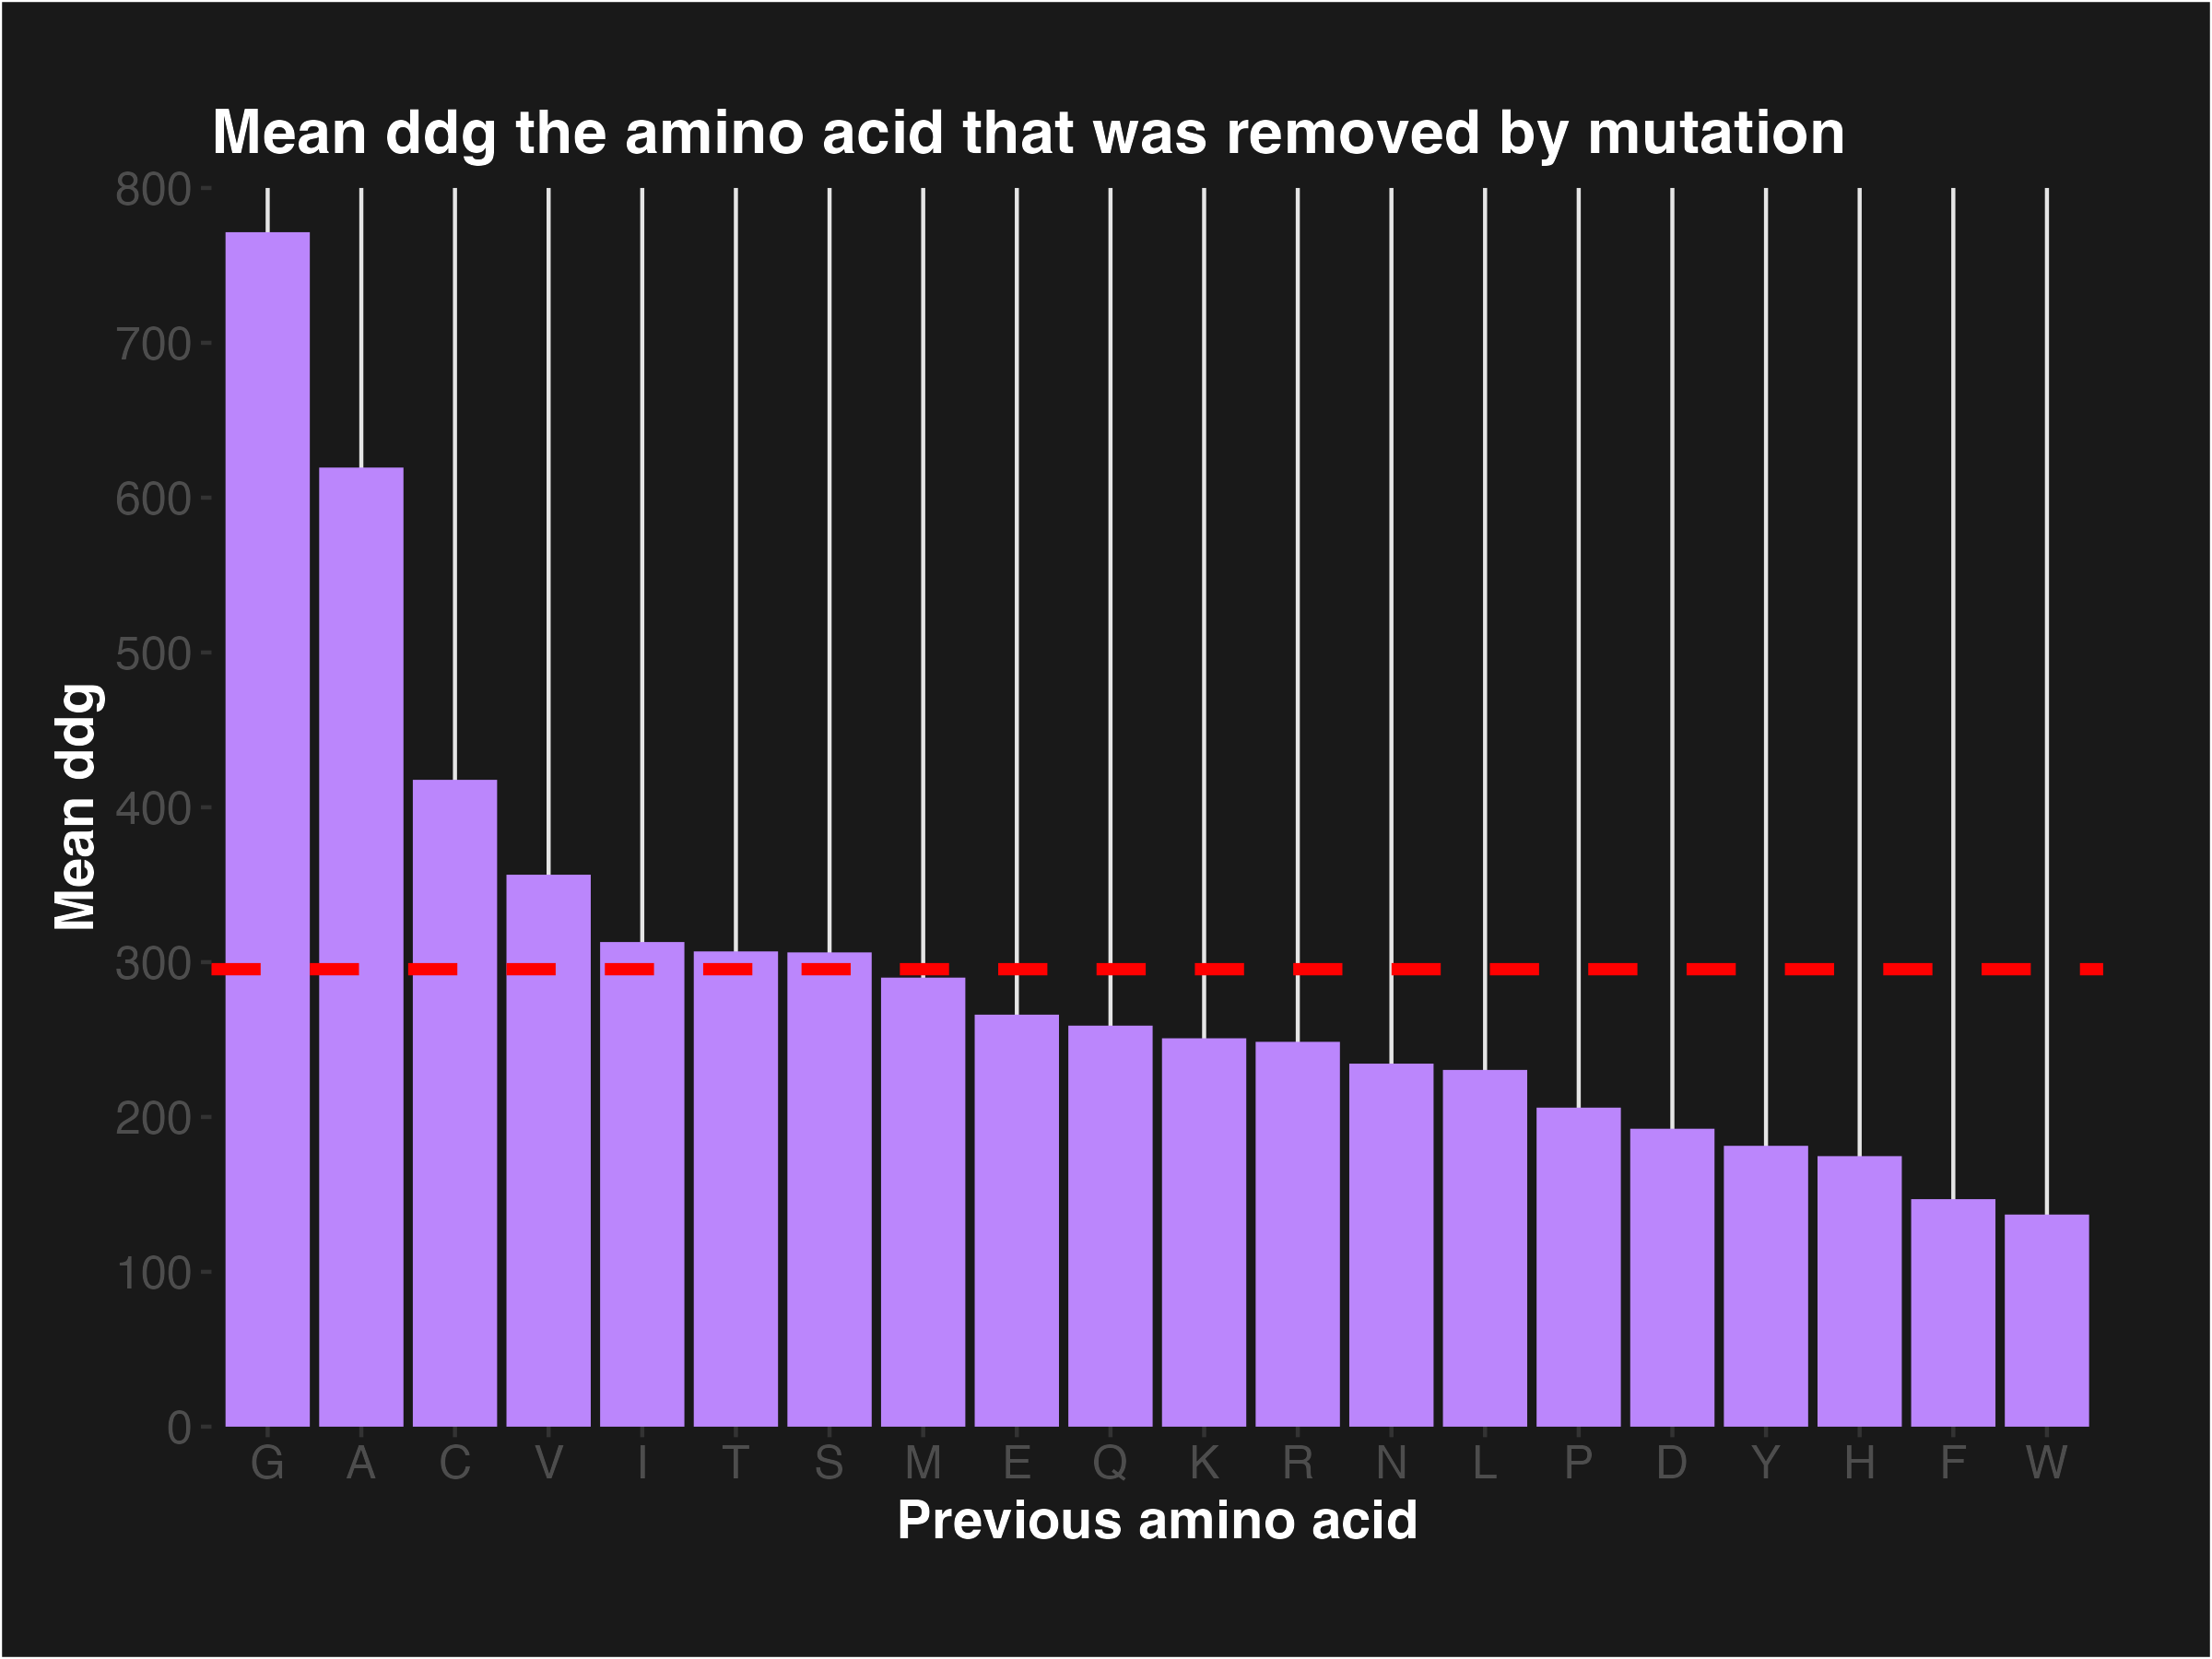 Mean ddg the amino acid that was removed by mutation
800
700
600
500
400
300
200
100
0
Mean ddg
G A C V I T S M E Q K R N L P D Y H F W
Previous amino acid